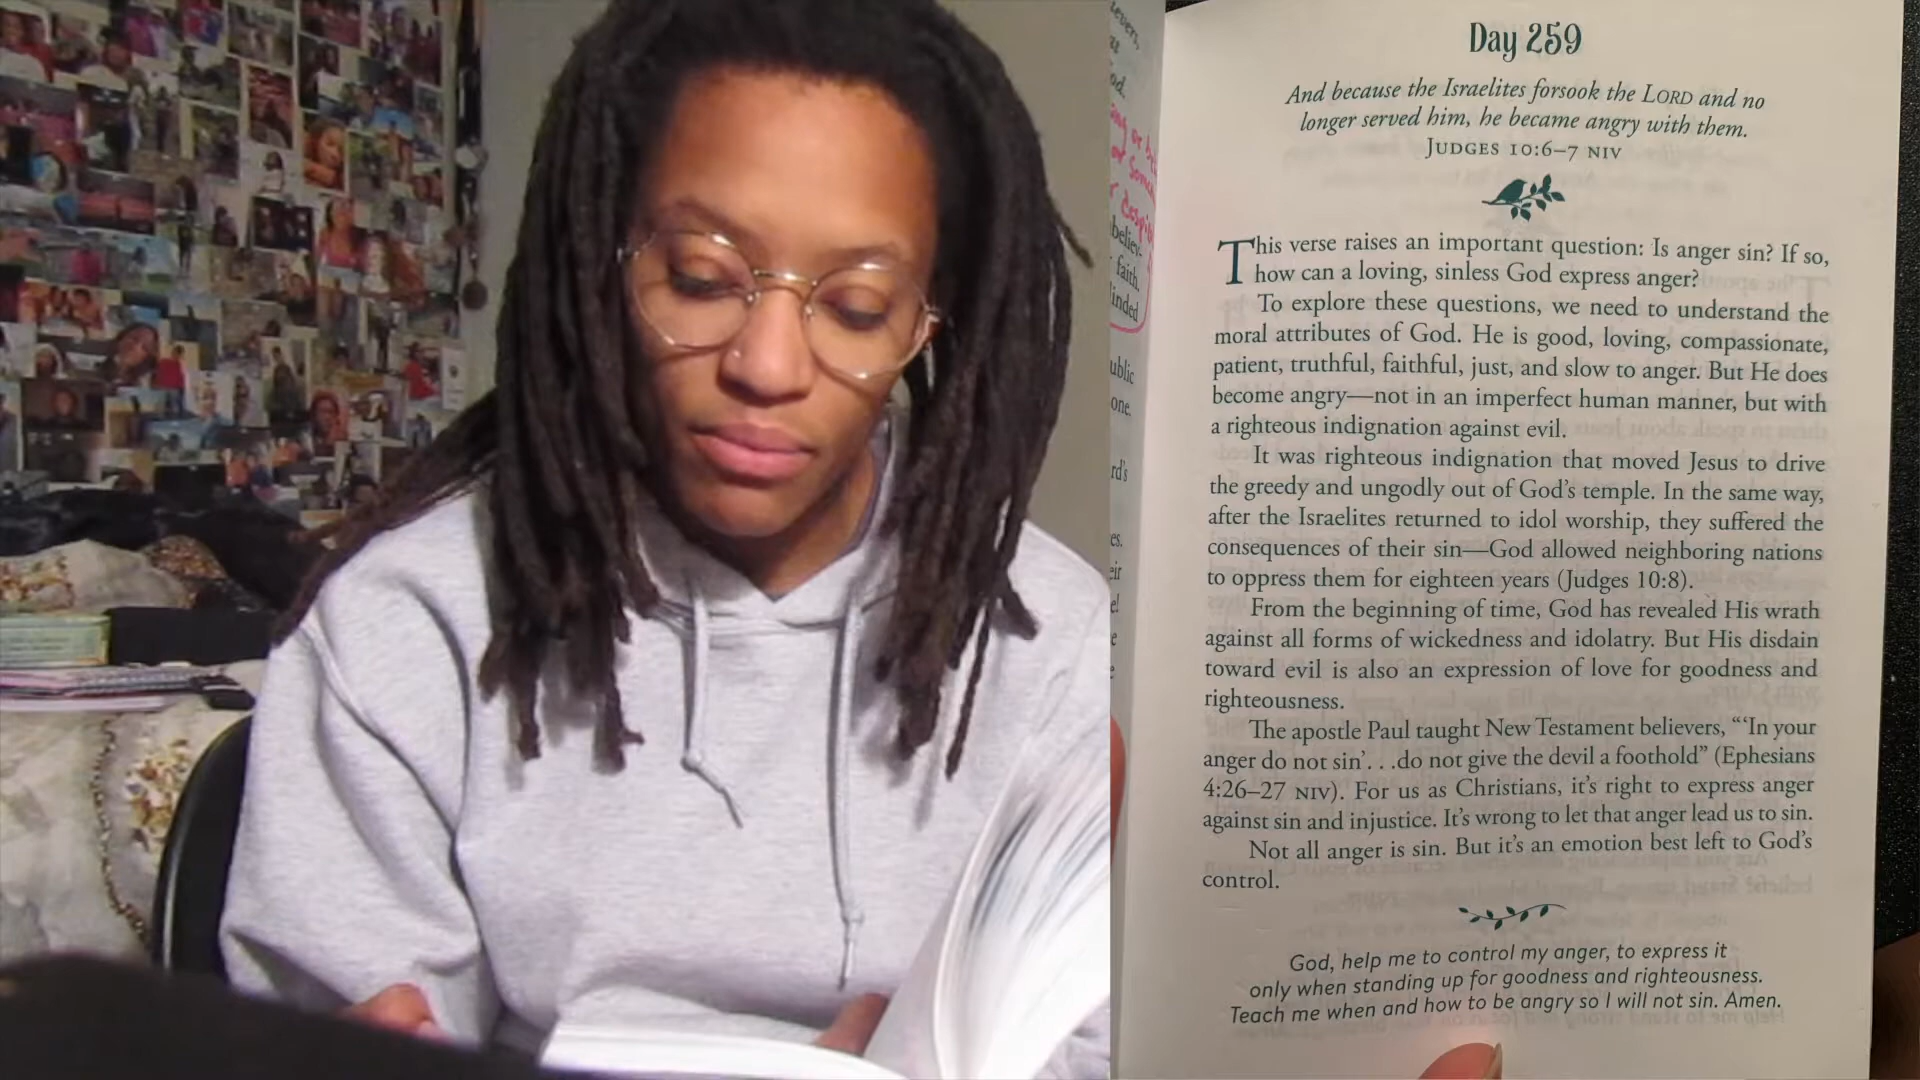 Day 259
And because the Israelites forsook the LORD and no
longer served him, he became angry with them.
JUDGES 10:6–7 NIV
This verse raises an important question: Is anger sin? If so,
how can a loving, sinless God express anger?
To explore these questions, we need to understand the
moral attributes of God. He is good, loving, compassionate,
patient, truthful, faithful, just, and slow to anger. But He does
become angry—not in an imperfect human manner, but with
a righteous indignation against evil.
It was righteous indignation that moved Jesus to drive
the greedy and ungodly out of God's temple. In the same way,
after the Israelites returned to idol worship, they suffered the
consequences of their sin—God allowed neighboring nations
to oppress them for eighteen years (Judges 10:8).
From the beginning of time, God has revealed His wrath
against all forms of wickedness and idolatry. But His disdain
toward evil is also an expression of love for goodness and
righteousness.
The apostle Paul taught New Testament believers, “‘In your
anger do not sin’. . .do not give the devil a foothold” (Ephesians
4:26–27 NIV). For us as Christians, it's right to express anger
against sin and injustice. It's wrong to let that anger lead us to sin.
Not all anger is sin. But it's an emotion best left to God's
control.
God, help me to control my anger, to express it
only when standing up for goodness and righteousness.
Teach me when and how to be angry so I will not sin. Amen.
believ-
faith.
ublic
one.
rd's
es.
eir
e!